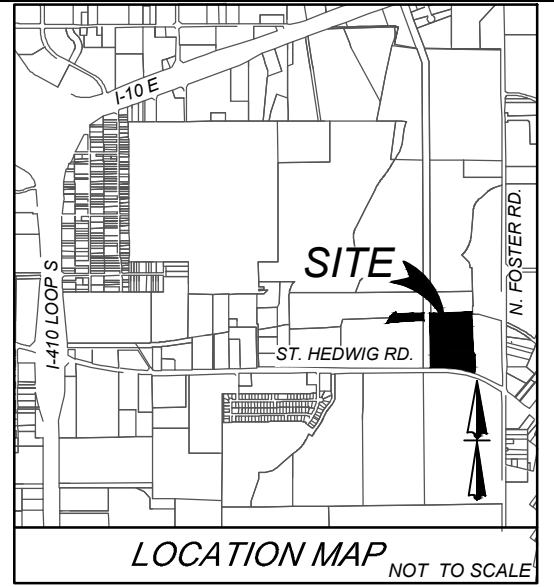 I-10 E
N. FOSTER RD.
SITE
I-410 LOOP S
ST. HEDWIG RD.
LOCATION MAP
NOT TO SCALE